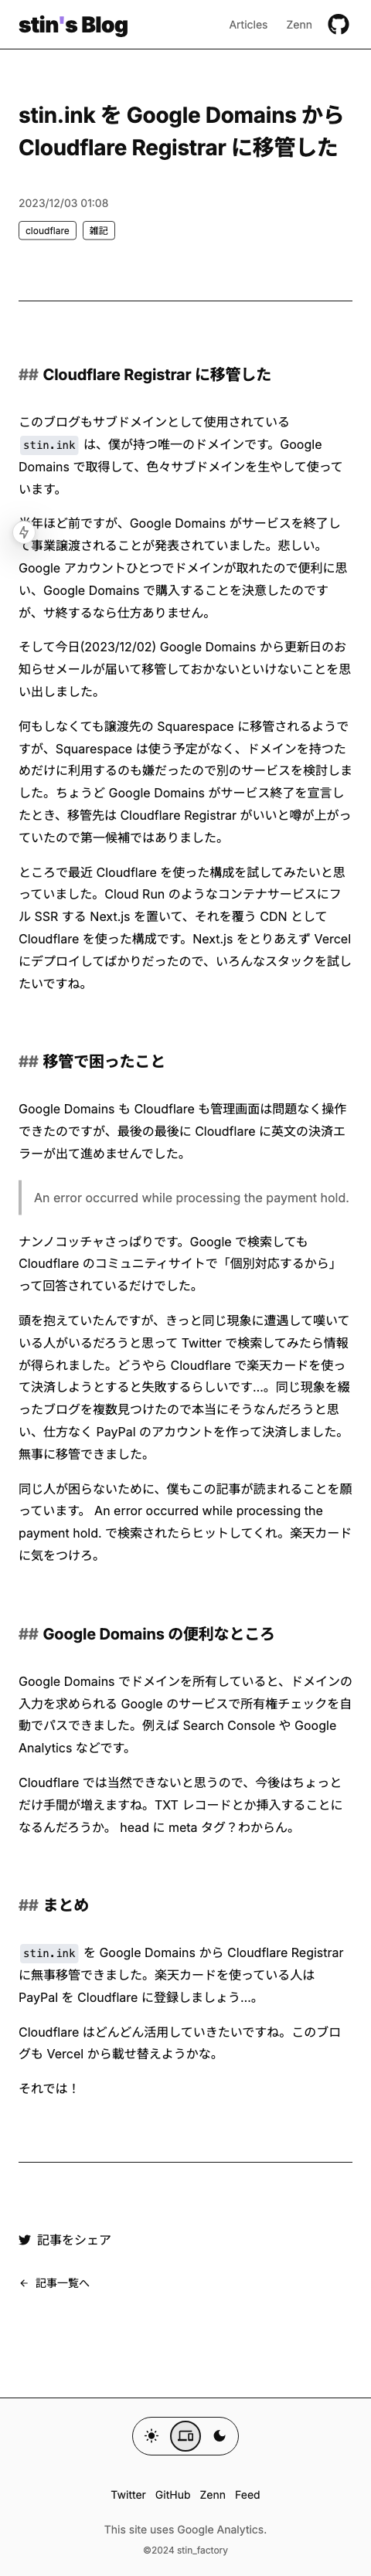 stin's Blog
Articles Zenn
stin.ink を Google Domains から
Cloudflare Registrar に移管した
2023/12/03 01:08
cloudflare 雑記
## Cloudflare Registrar に移管した
このブログもサブドメインとして使用されている
stin.ink は、僕が持つ唯一のドメインです。Google
Domains で取得して、色々サブドメインを生やして使って
います。
半年ほど前ですが、Google Domains がサービスを終了し
て事業譲渡されることが発表されていました。悲しい。
Google アカウントひとつでドメインが取れたので便利に思
い、Google Domains で購入することを決意したのです
が、サ終するなら仕方ありません。
そして今日(2023/12/02) Google Domains から更新日のお
知らせメールが届いて移管しておかないといけないことを思
い出しました。
何もしなくても譲渡先の Squarespace に移管されるようで
すが、Squarespace は使う予定がなく、ドメインを持つた
めだけに利用するのも嫌だったので別のサービスを検討しま
した。ちょうど Google Domains がサービス終了を宣言し
たとき、移管先は Cloudflare Registrar がいいと噂が上がっ
ていたので第一候補ではありました。
ところで最近 Cloudflare を使った構成を試してみたいと思
っていました。Cloud Run のようなコンテナサービスにフ
ル SSR する Next.js を置いて、それを覆う CDN として
Cloudflare を使った構成です。Next.js をとりあえず Vercel
にデプロイしてばかりだったので、いろんなスタックを試し
たいですね。
## 移管で困ったこと
Google Domains も Cloudflare も管理画面は問題なく操作
できたのですが、最後の最後に Cloudflare に英文の決済エ
ラーが出て進めませんでした。
An error occurred while processing the payment hold.
ナンノコッチャさっぱりです。Google で検索しても
Cloudflare のコミュニティサイトで「個別対応するから」
って回答されているだけでした。
頭を抱えていたんですが、きっと同じ現象に遭遇して嘆いて
いる人がいるだろうと思って Twitter で検索してみたら情報
が得られました。どうやら Cloudflare で楽天カードを使っ
て決済しようとすると失敗するらしいです…。同じ現象を綴
ったブログを複数見つけたので本当にそうなんだろうと思
い、仕方なく PayPal のアカウントを作って決済しました。
無事に移管できました。
同じ人が困らないために、僕もこの記事が読まれることを願
っています。 An error occurred while processing the
payment hold. で検索されたらヒットしてくれ。楽天カード
に気をつけろ。
## Google Domains の便利なところ
Google Domains でドメインを所有していると、ドメインの
入力を求められる Google のサービスで所有権チェックを自
動でパスできました。例えば Search Console や Google
Analytics などです。
Cloudflare では当然できないと思うので、今後はちょっと
だけ手間が増えますね。TXT レコードとか挿入することに
なるんだろうか。 head に meta タグ？わからん。
## まとめ
stin.ink を Google Domains から Cloudflare Registrar
に無事移管できました。楽天カードを使っている人は
PayPal を Cloudflare に登録しましょう…。
Cloudflare はどんどん活用していきたいですね。このブロ
グも Vercel から載せ替えようかな。
それでは！
記事をシェア
← 記事一覧へ
Twitter GitHub Zenn Feed
This site uses Google Analytics.
©2024 stin_factory